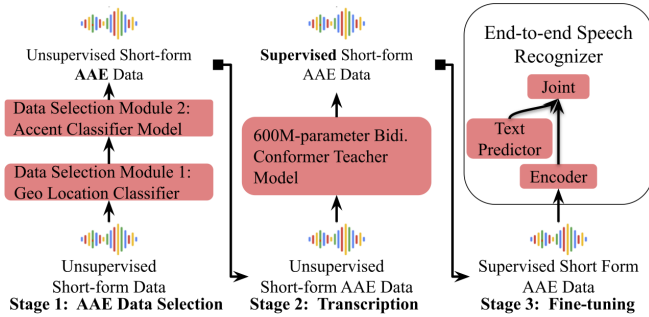 Unsupervised Short-form
AAE Data
Data Selection Module 2:
Accent Classifier Model
Data Selection Module 1:
Geo Location Classifier
Unsupervised
Short-form Data
Stage 1: AAE Data Selection
Supervised Short-form
AAE Data
600M-parameter Bidi.
Conformer Teacher
Model
Unsupervised
Short-form AAE Data
Stage 2: Transcription
End-to-end Speech
Recognizer
Joint
Text
Predictor
Encoder
Supervised Short Form
AAE Data
Stage 3: Fine-tuning